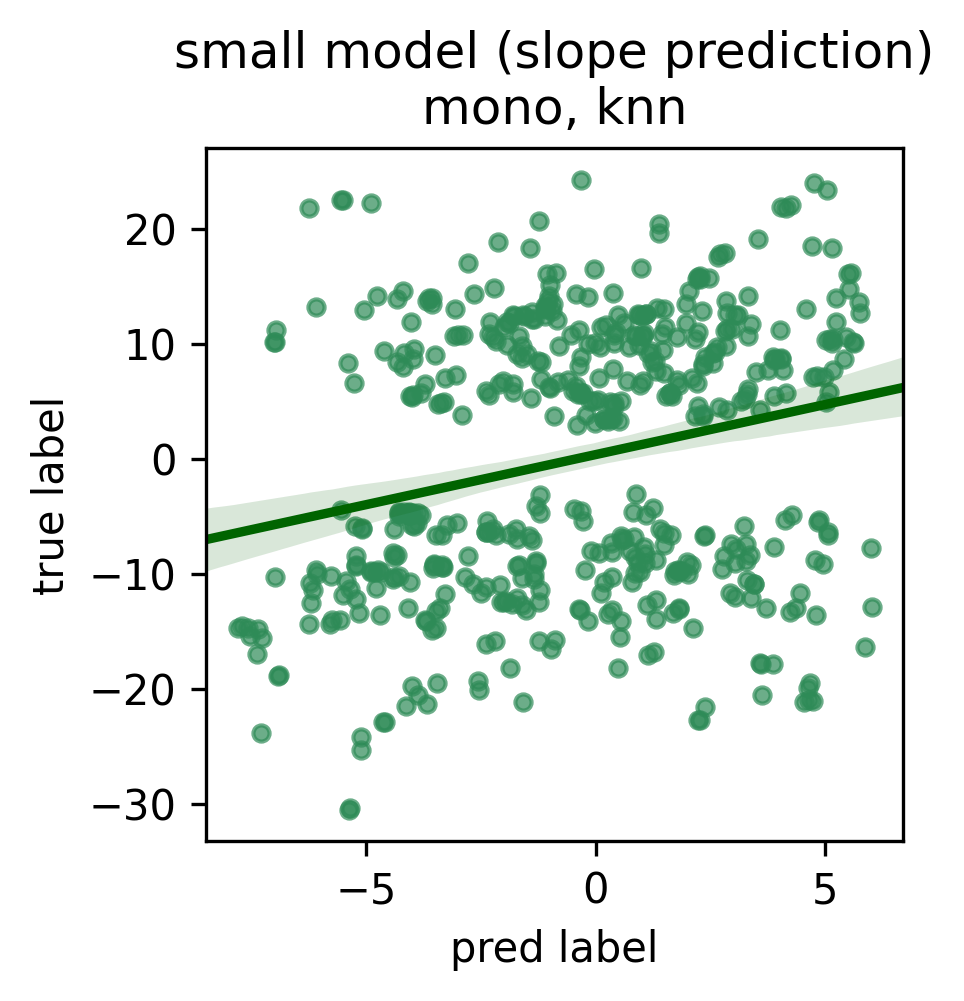 small model (slope prediction)
mono, knn
true label
20
10
0
−10
−20
−30
−5
0
5
pred label